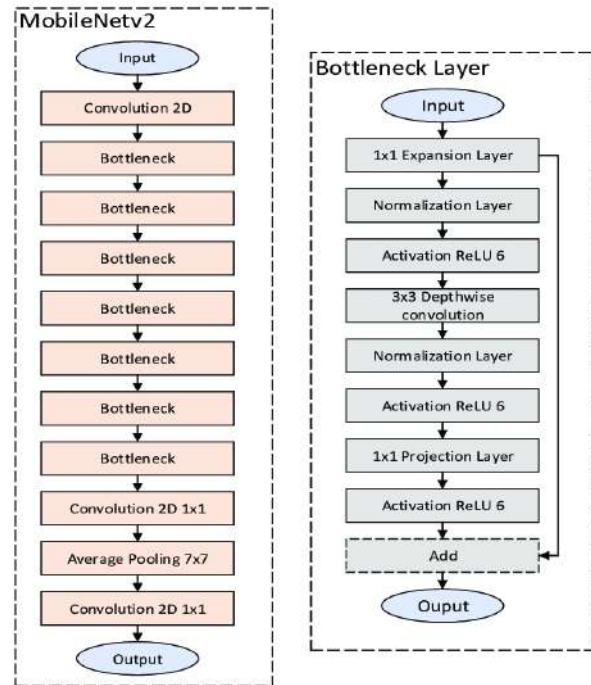 MobileNetv2
Input
Convolution 2D
Bottleneck
Bottleneck
Bottleneck
Bottleneck
Bottleneck
Bottleneck
Bottleneck
Convolution 2D 1x1
Average Pooling 7x7
Convolution 2D 1x1
Output
Bottleneck Layer
Input
1x1 Expansion Layer
Normalization Layer
Activation ReLU 6
3x3 Depthwise
convolution
Normalization Layer
Activation ReLU 6
1x1 Projection Layer
Activation ReLU 6
Add
Ouput